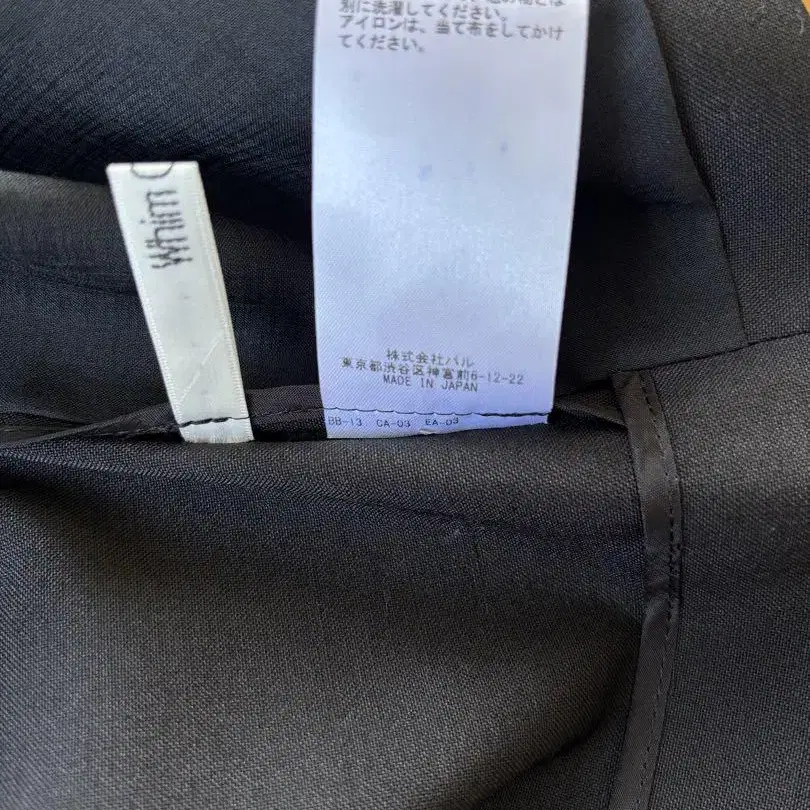 別に洗濯してください。
アイロンは、当て布をしてかけ
てください。
Whim
株式会社パル
東京都渋谷区神宮前6-12-22
MADE IN JAPAN
BB-13 CA-03 EA-03